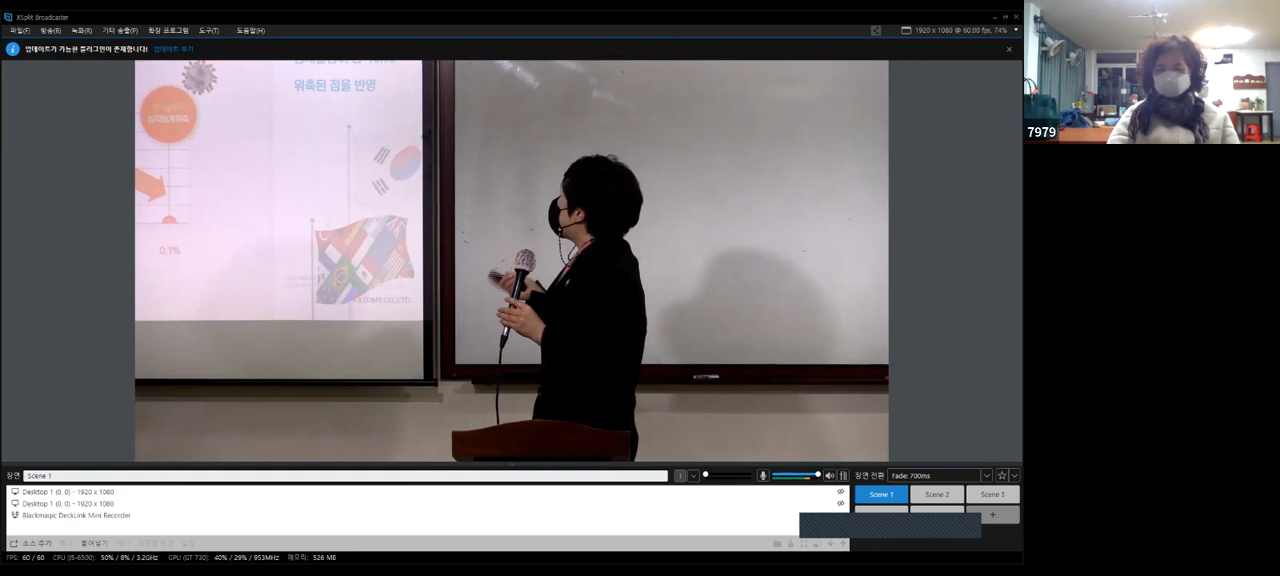 XSplit Broadcaster
파일(F) 방송(B) 녹화(R) 기타 송출(P) 확장 프로그램 도구(T) 도움말(H)
1920 x 1080 @ 60.00 fps, 74%
업데이트가 가능한 플러그인이 존재합니다! 업데이트 보기
위축된 점을 반영
0.1%
CO.,LTD.
7979
장면 Scene 1
장면 전환 Fade: 700ms
Desktop 1 (0, 0) - 1920 x 1080
Desktop 1 (0, 0) - 1920 x 1080
Blackmagic DeckLink Mini Recorder
Scene 1 Scene 2 Scene 3
소스 추가 붙여넣기
FPS: 60 / 60 CPU (I5-6500): 50% / 8% / 3.2GHz GPU (GT 730): 40% / 29% / 953MHz 메모리: 526 MB